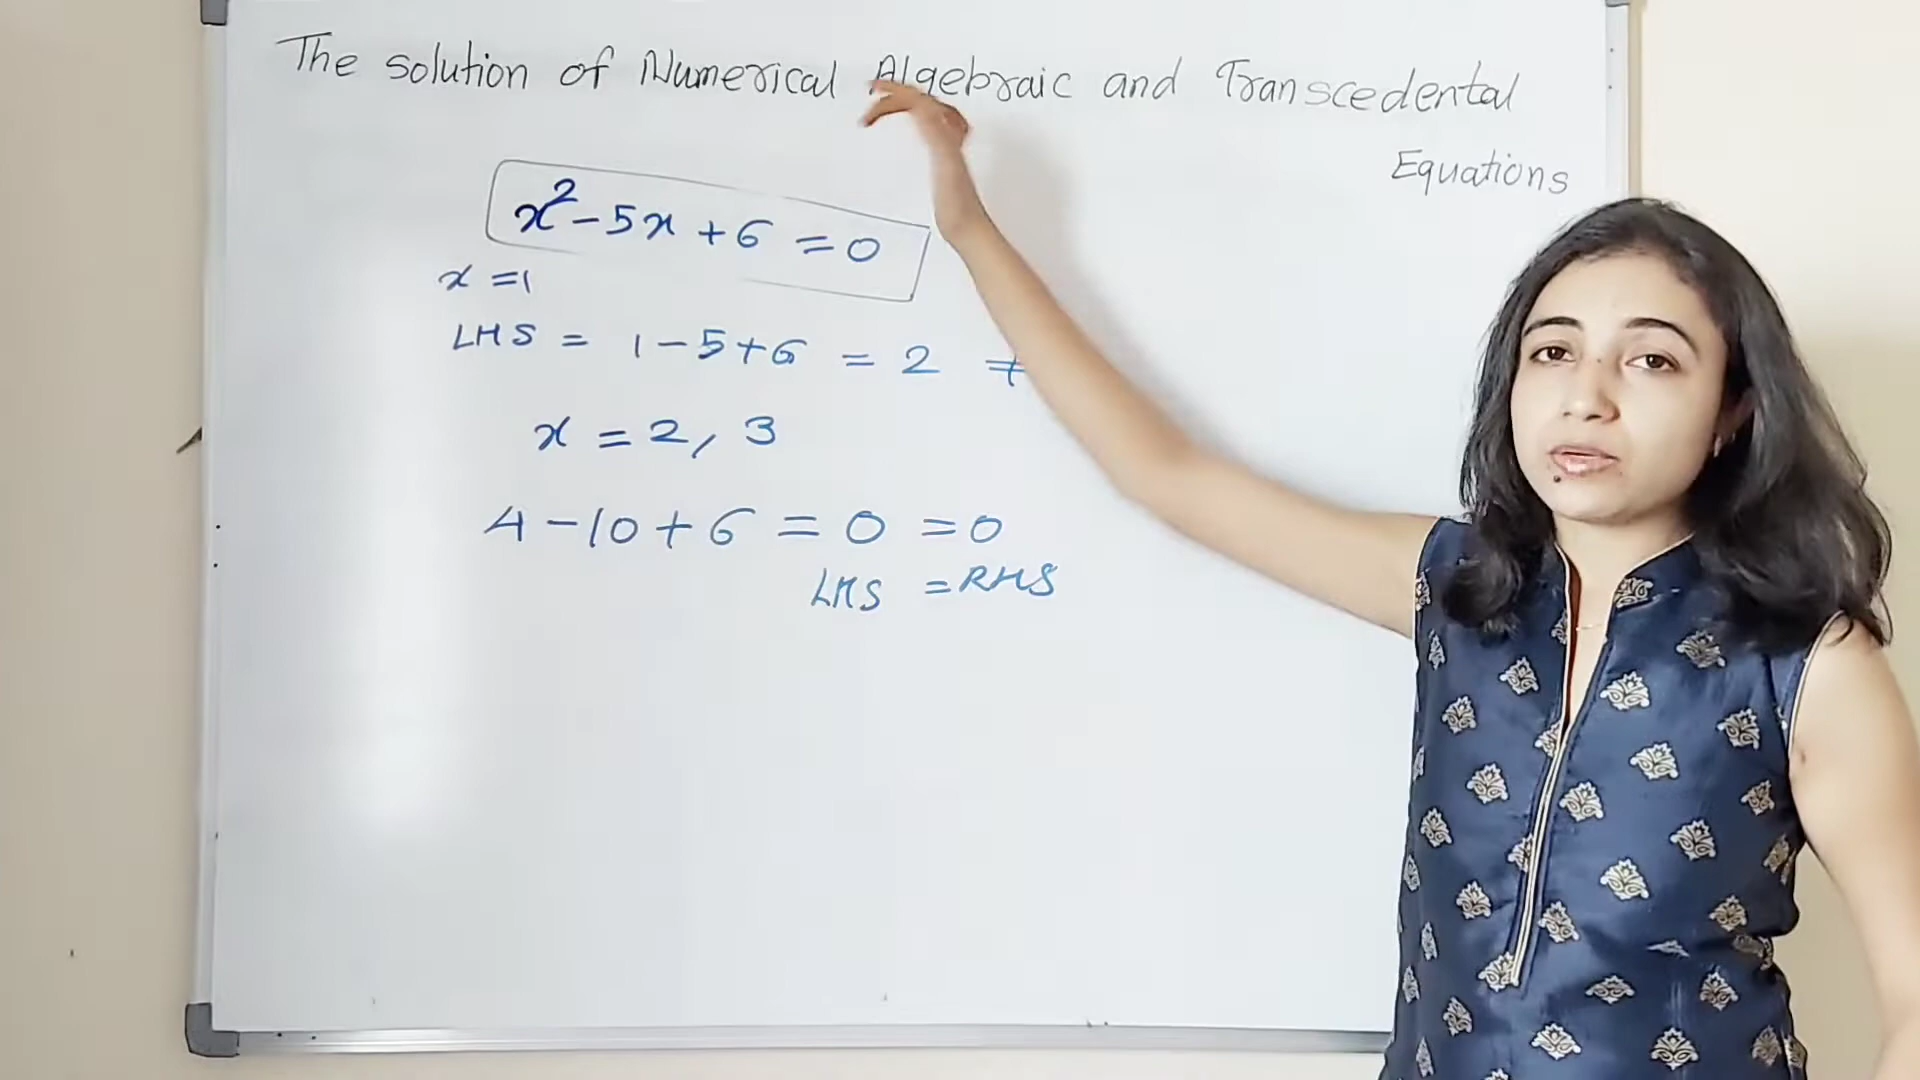 The solution of Numerical Algebraic and Transcedental
Equations
x² - 5x + 6 = 0
x = 1
LHS = 1 - 5 + 6 = 2 ≠
x = 2, 3
4 - 10 + 6 = 0 = 0
LHS = RHS